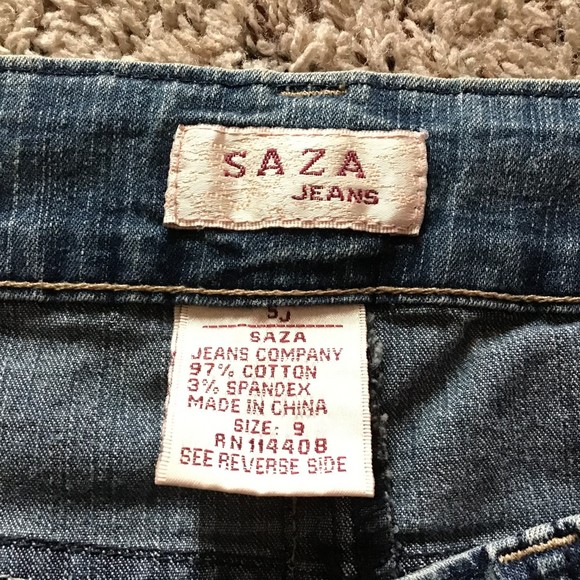 SAZA
JEANS
SJ
SAZA
JEANS COMPANY
97% COTTON
3% SPANDEX
MADE IN CHINA
SIZE: 9
RN 114408
SEE REVERSE SIDE